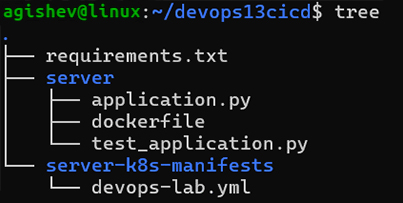 agishev@linux:~/devops13cicd$ tree
.
├── requirements.txt
├── server
│   ├── application.py
│   ├── dockerfile
│   └── test_application.py
└── server-k8s-manifests
    └── devops-lab.yml